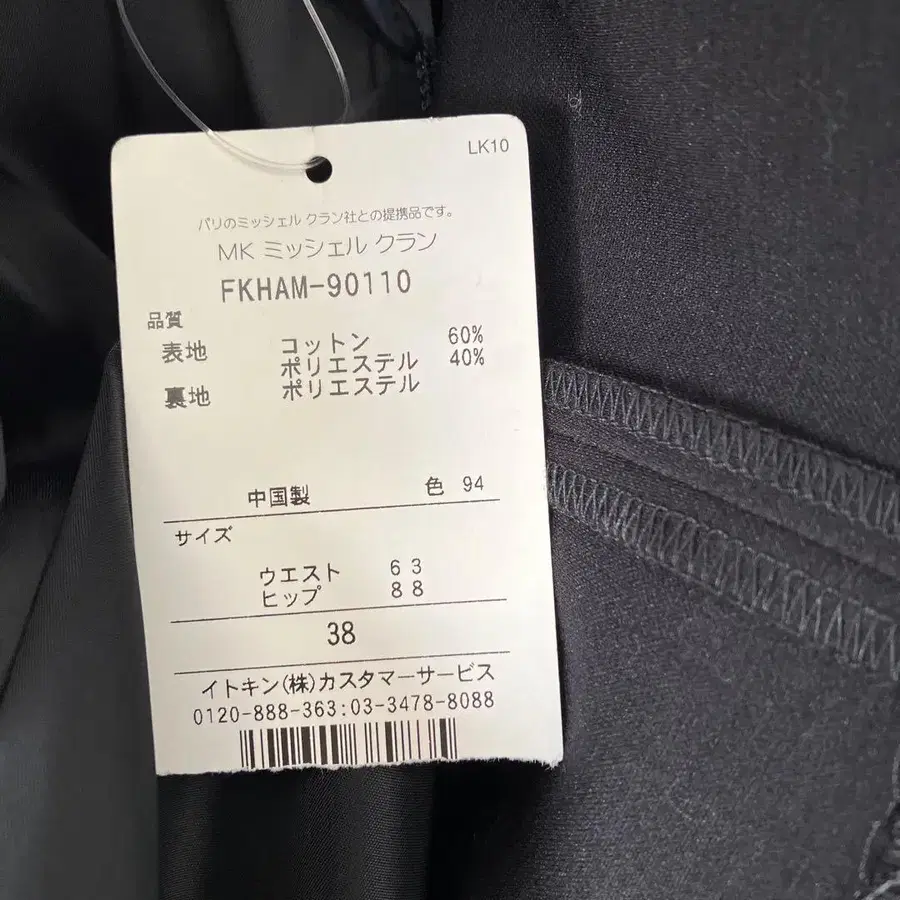 LK10
パリのミッシェル クラン社との提携品です。
MK ミッシェル クラン
FKHAM-90110
品質
表地 コットン 60%
ポリエステル 40%
裏地 ポリエステル
中国製 色 94
サイズ
ウエスト 63
ヒップ 88
38
イトキン(株)カスタマーサービス
0120-888-363:03-3478-8088